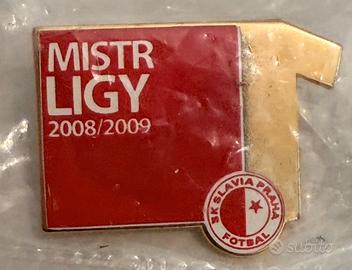 MISTR
LIGY
2008/2009
SK SLAVIA PRAHA
FOTBAL
subito